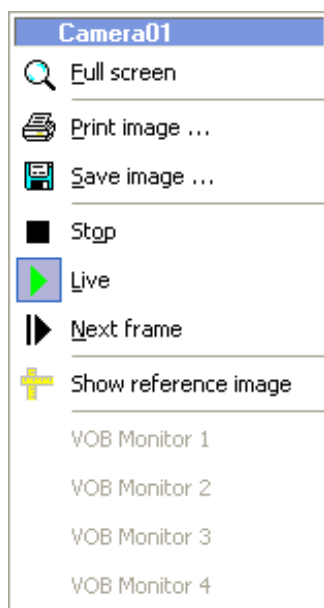 Camera01
Full screen
Print image ...
Save image ...
Stop
Live
Next frame
Show reference image
VOB Monitor 1
VOB Monitor 2
VOB Monitor 3
VOB Monitor 4